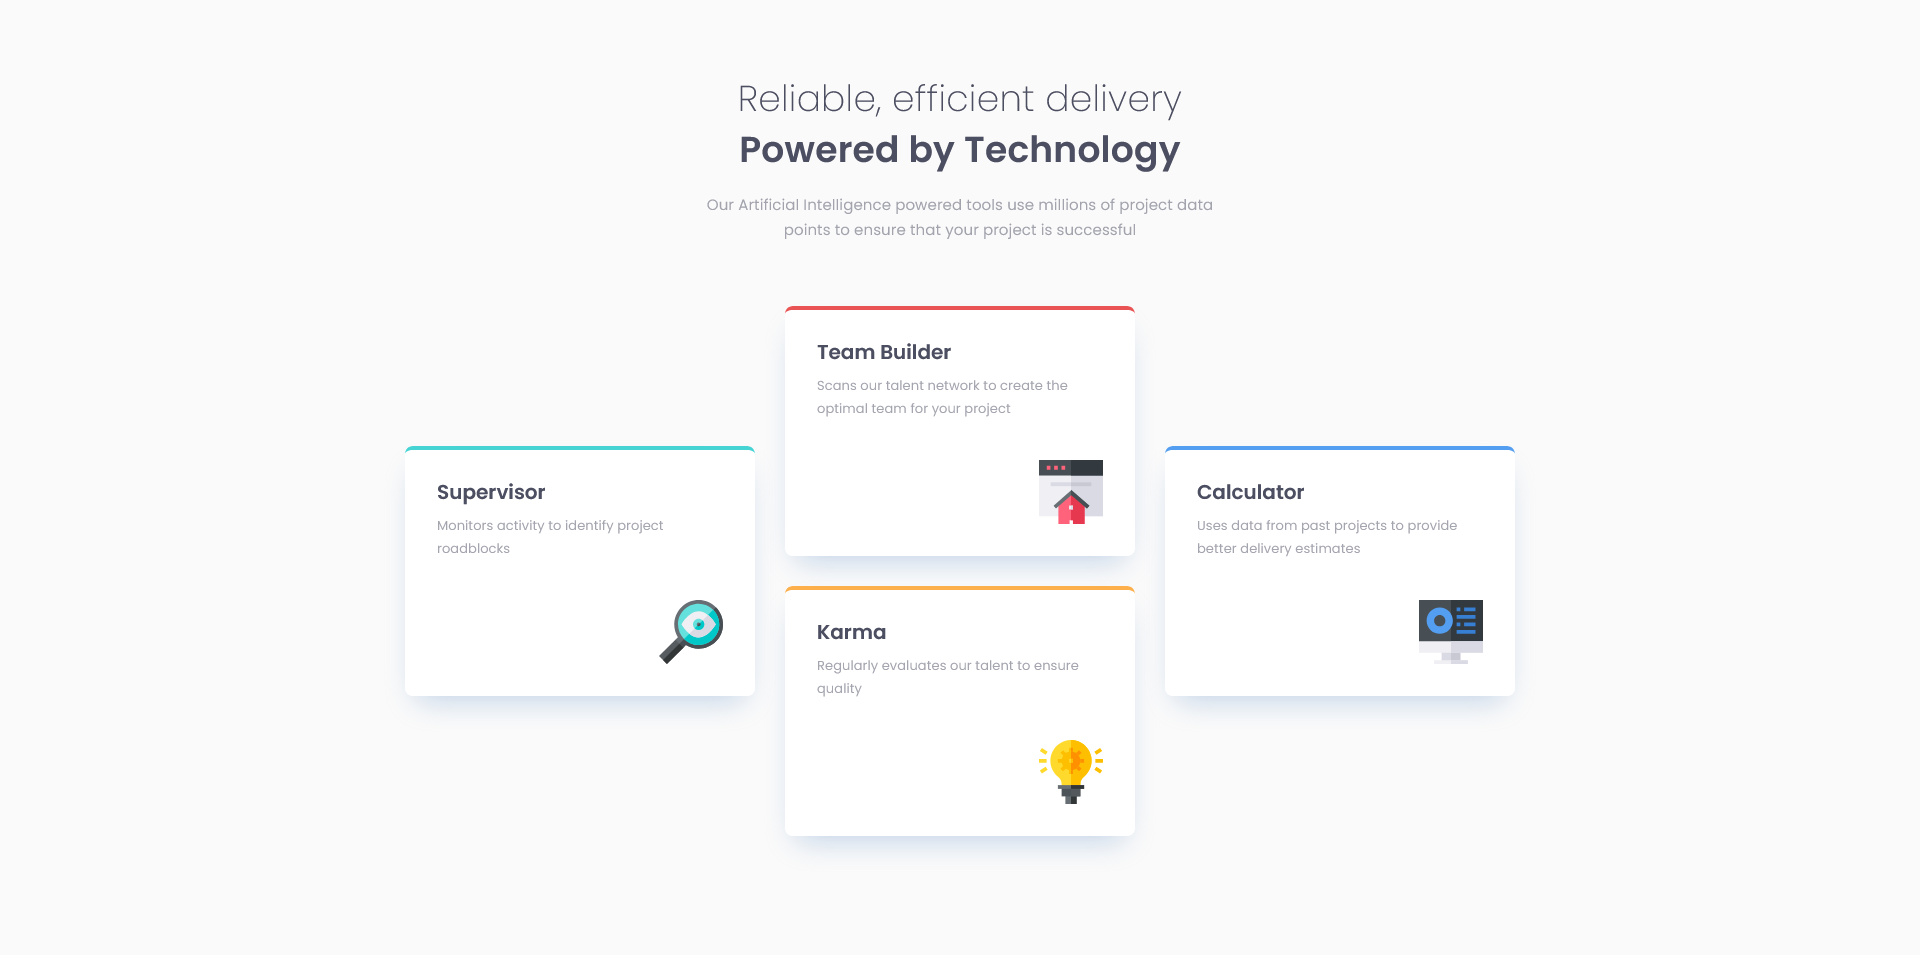 Reliable, efficient delivery
Powered by Technology
Our Artificial Intelligence powered tools use millions of project data
points to ensure that your project is successful
Supervisor
Monitors activity to identify project
roadblocks
Team Builder
Scans our talent network to create the
optimal team for your project
Karma
Regularly evaluates our talent to ensure
quality
Calculator
Uses data from past projects to provide
better delivery estimates